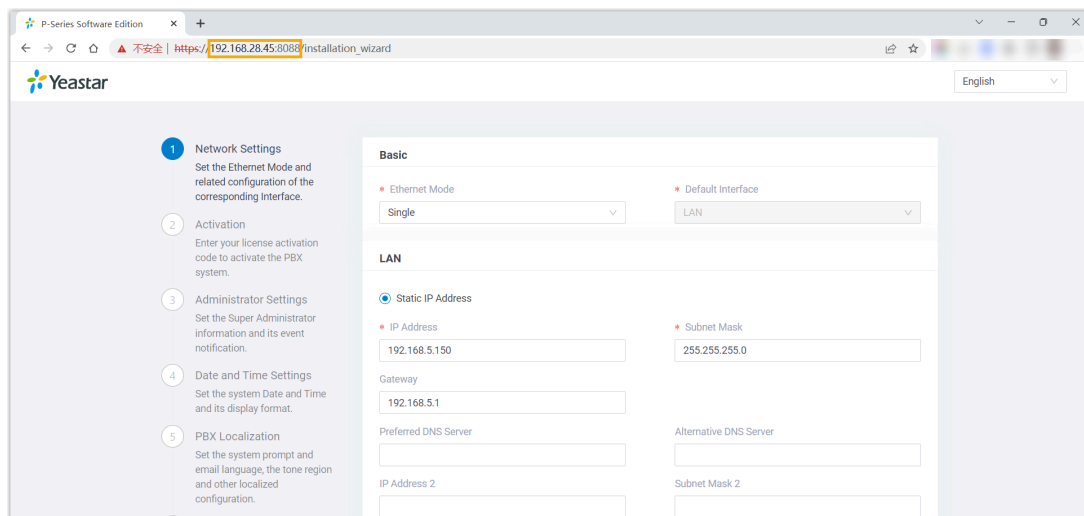 P-Series Software Edition
不安全 | https://192.168.28.45:8088/installation_wizard
Yeastar
English
1
Network Settings
Set the Ethernet Mode and
related configuration of the
corresponding Interface.
2
Activation
Enter your license activation
code to activate the PBX
system.
3
Administrator Settings
Set the Super Administrator
information and its event
notification.
4
Date and Time Settings
Set the system Date and Time
and its display format.
5
PBX Localization
Set the system prompt and
email language, the tone region
and other localized
configuration.
Basic
* Ethernet Mode
* Default Interface
Single
LAN
LAN
Static IP Address
* IP Address
* Subnet Mask
192.168.5.150
255.255.255.0
Gateway
192.168.5.1
Preferred DNS Server
Alternative DNS Server
IP Address 2
Subnet Mask 2